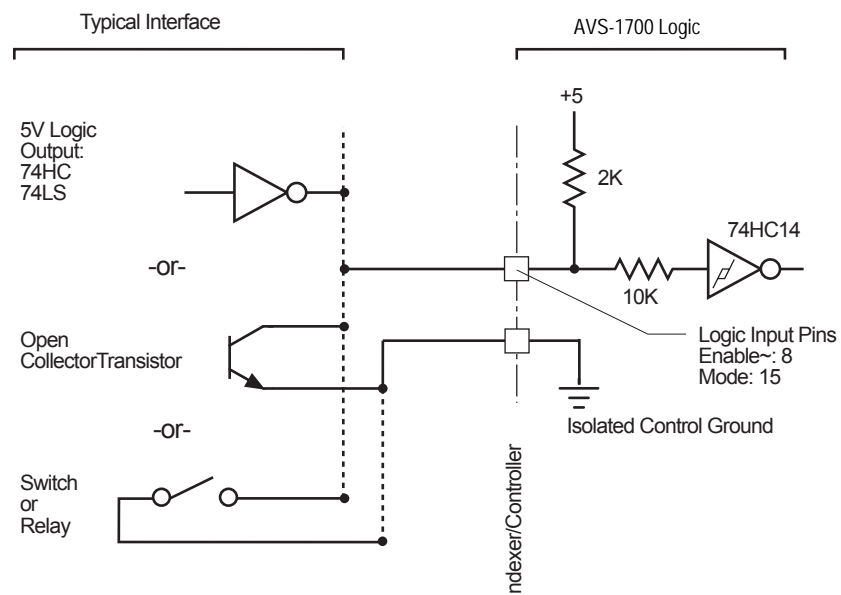 Typical Interface
AVS-1700 Logic
+5
5V Logic
Output:
74HC
74LS
2K
74HC14
-or-
10K
Open
CollectorTransistor
Logic Input Pins
Enable~: 8
Mode: 15
-or-
Isolated Control Ground
Switch
or
Relay
ndexer/Controller